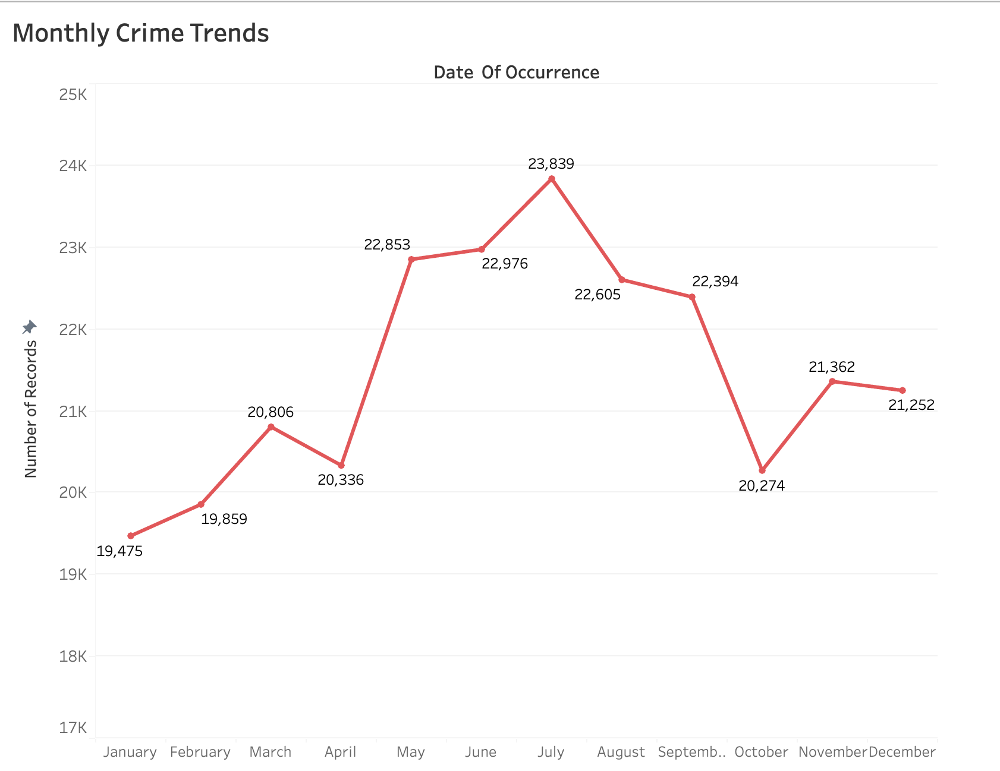 Monthly Crime Trends
Date Of Occurrence
25K
24K
23K
22K
21K
20K
19K
18K
17K
Number of Records
19,475
19,859
20,806
20,336
22,853
22,976
23,839
22,605
22,394
20,274
21,362
21,252
January February March April May June July August Septemb.. October November December